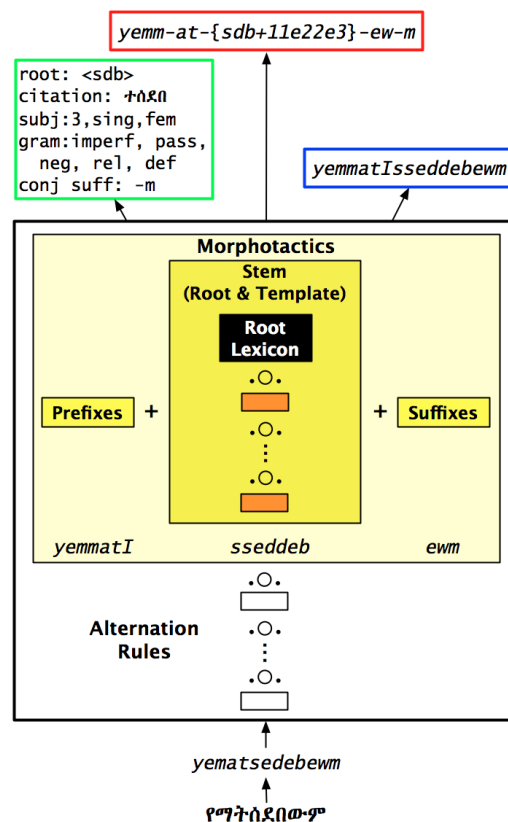 yemm-at-{sdb+11e22e3}-ew-m
root: <sdb>
citation: ተሰደበ
subj:3,sing,fem
gram:imperf, pass,
neg, rel, def
conj suff: -m
yemmatIsseddebewm
Morphotactics
Stem
(Root & Template)
Root
Lexicon
Prefixes + + Suffixes
yemmatI sseddeb ewm
Alternation
Rules
yematsedebewm
የማትሰደበውም